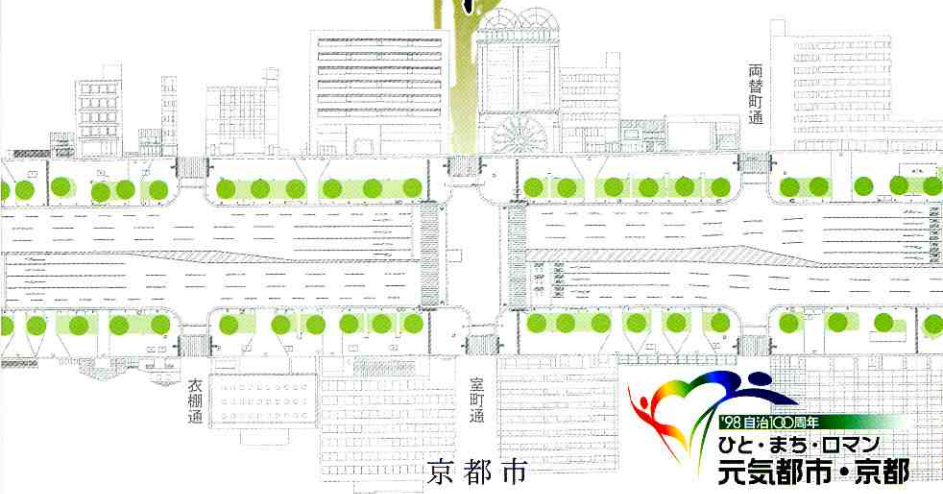 両替町通
衣棚通
室町通
京都市
'98自治100周年
ひと・まち・ロマン
元気都市・京都